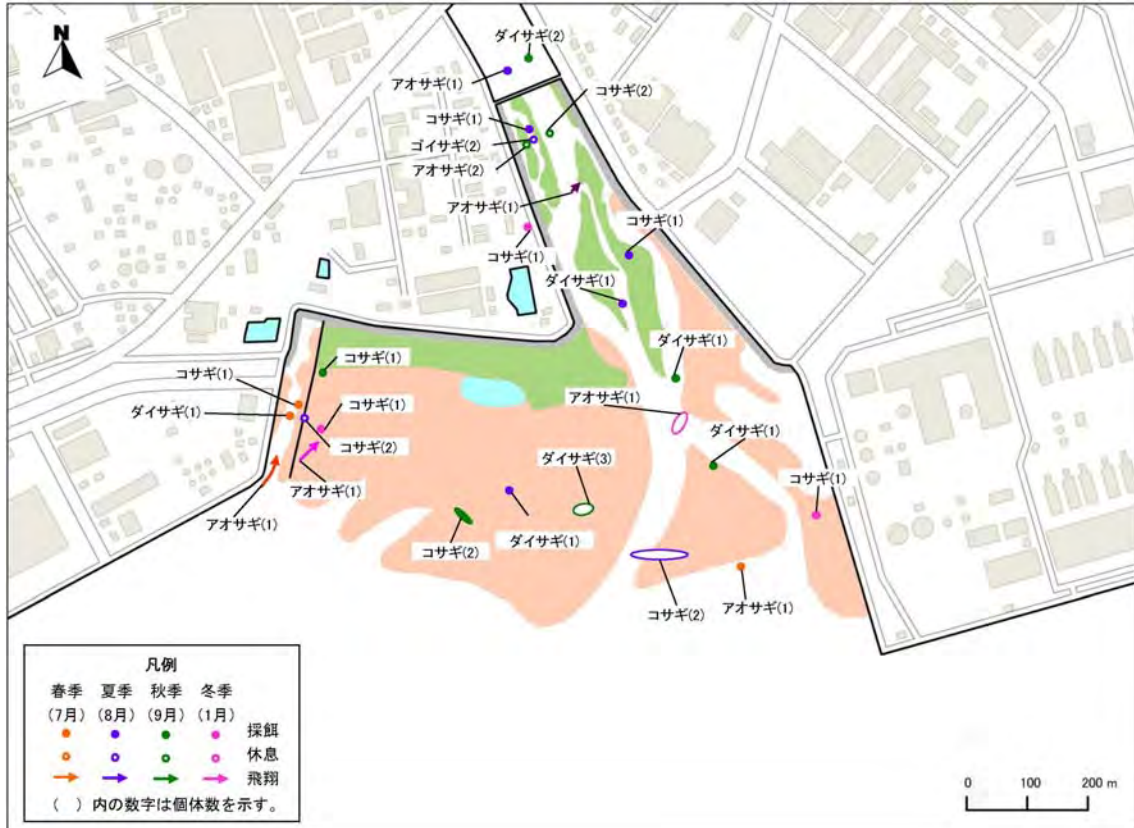 N
ダイサギ(2)
アオサギ(1)
コサギ(2)
コサギ(1)
ゴイサギ(2)
アオサギ(2)
アオサギ(1)
コサギ(1)
コサギ(1)
ダイサギ(1)
ダイサギ(1)
コサギ(1)
コサギ(1)
アオサギ(1)
ダイサギ(1)
コサギ(1)
ダイサギ(1)
コサギ(2)
ダイサギ(3)
コサギ(1)
アオサギ(1)
アオサギ(1)
コサギ(2)
ダイサギ(1)
コサギ(2)
アオサギ(1)
凡例
春季 夏季 秋季 冬季
(7月) (8月) (9月) (1月)
採餌
休息
飛翔
( )内の数字は個体数を示す。
0 100 200 m